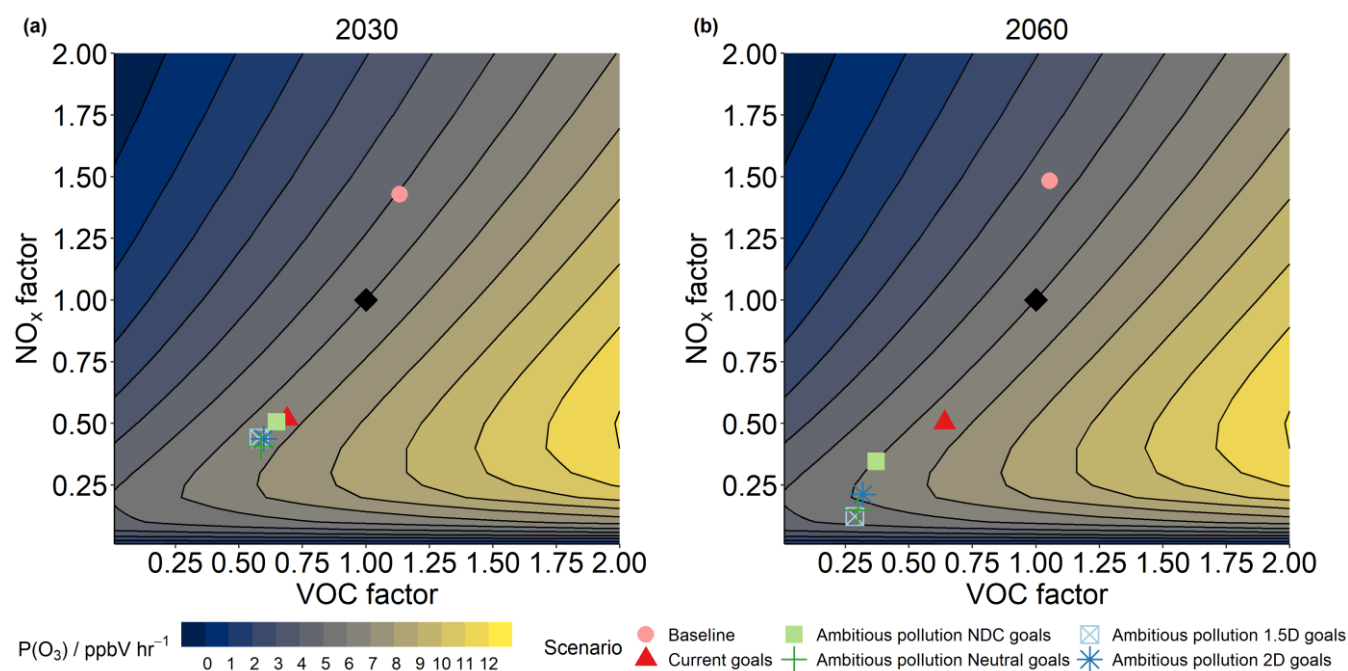 (a)
2030
2.00
1.75
1.50
1.25
1.00
0.75
0.50
0.25
NOx factor
0.25 0.50 0.75 1.00 1.25 1.50 1.75 2.00
VOC factor
(b)
2060
2.00
1.75
1.50
1.25
1.00
0.75
0.50
0.25
NOx factor
0.25 0.50 0.75 1.00 1.25 1.50 1.75 2.00
VOC factor
P(O3) / ppbV hr−1
0 1 2 3 4 5 6 7 8 9 10 11 12
Scenario
Baseline
Current goals
Ambitious pollution NDC goals
Ambitious pollution Neutral goals
Ambitious pollution 1.5D goals
Ambitious pollution 2D goals